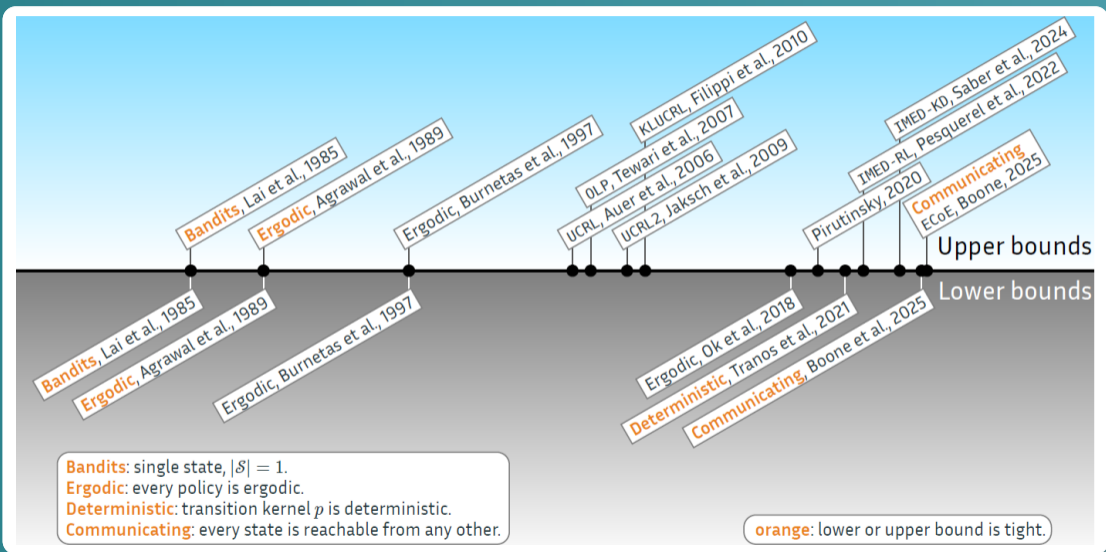 Bandits, Lai et al., 1985
Ergodic, Agrawal et al., 1989
Ergodic, Burnetas et al., 1997
UCRL, Auer et al., 2006
OLP, Tewari et al., 2007
UCRL2, Jaksch et al., 2009
KLUCRL, Filippi et al., 2010
Pirutinsky, 2020
IMED-RL, Pesquerel et al., 2022
IMED-KD, Saber et al., 2024
Communicating
ECoE, Boone, 2025
Upper bounds
Lower bounds
Bandits, Lai et al., 1985
Ergodic, Agrawal et al., 1989
Ergodic, Burnetas et al., 1997
Ergodic, Ok et al., 2018
Deterministic, Tranos et al., 2021
Communicating, Boone et al., 2025
Bandits: single state, |𝒮| = 1.
Ergodic: every policy is ergodic.
Deterministic: transition kernel p is deterministic.
Communicating: every state is reachable from any other.
orange: lower or upper bound is tight.